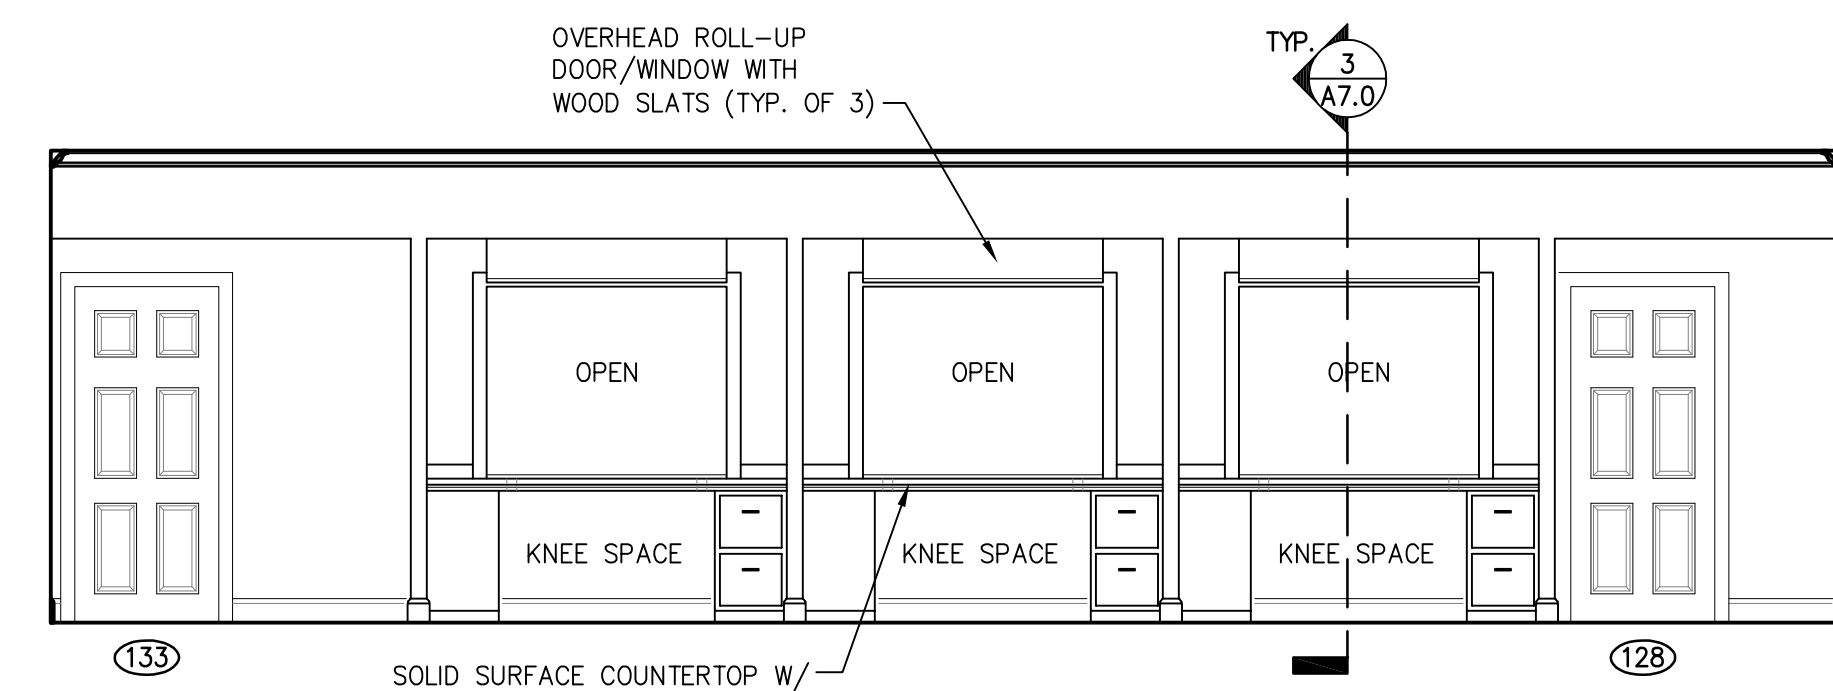 OVERHEAD ROLL-UP
DOOR/WINDOW WITH
WOOD SLATS (TYP. OF 3)
TYP.
3
A7.0
OPEN
OPEN
OPEN
KNEE SPACE
KNEE SPACE
KNEE SPACE
133
128
SOLID SURFACE COUNTERTOP W/